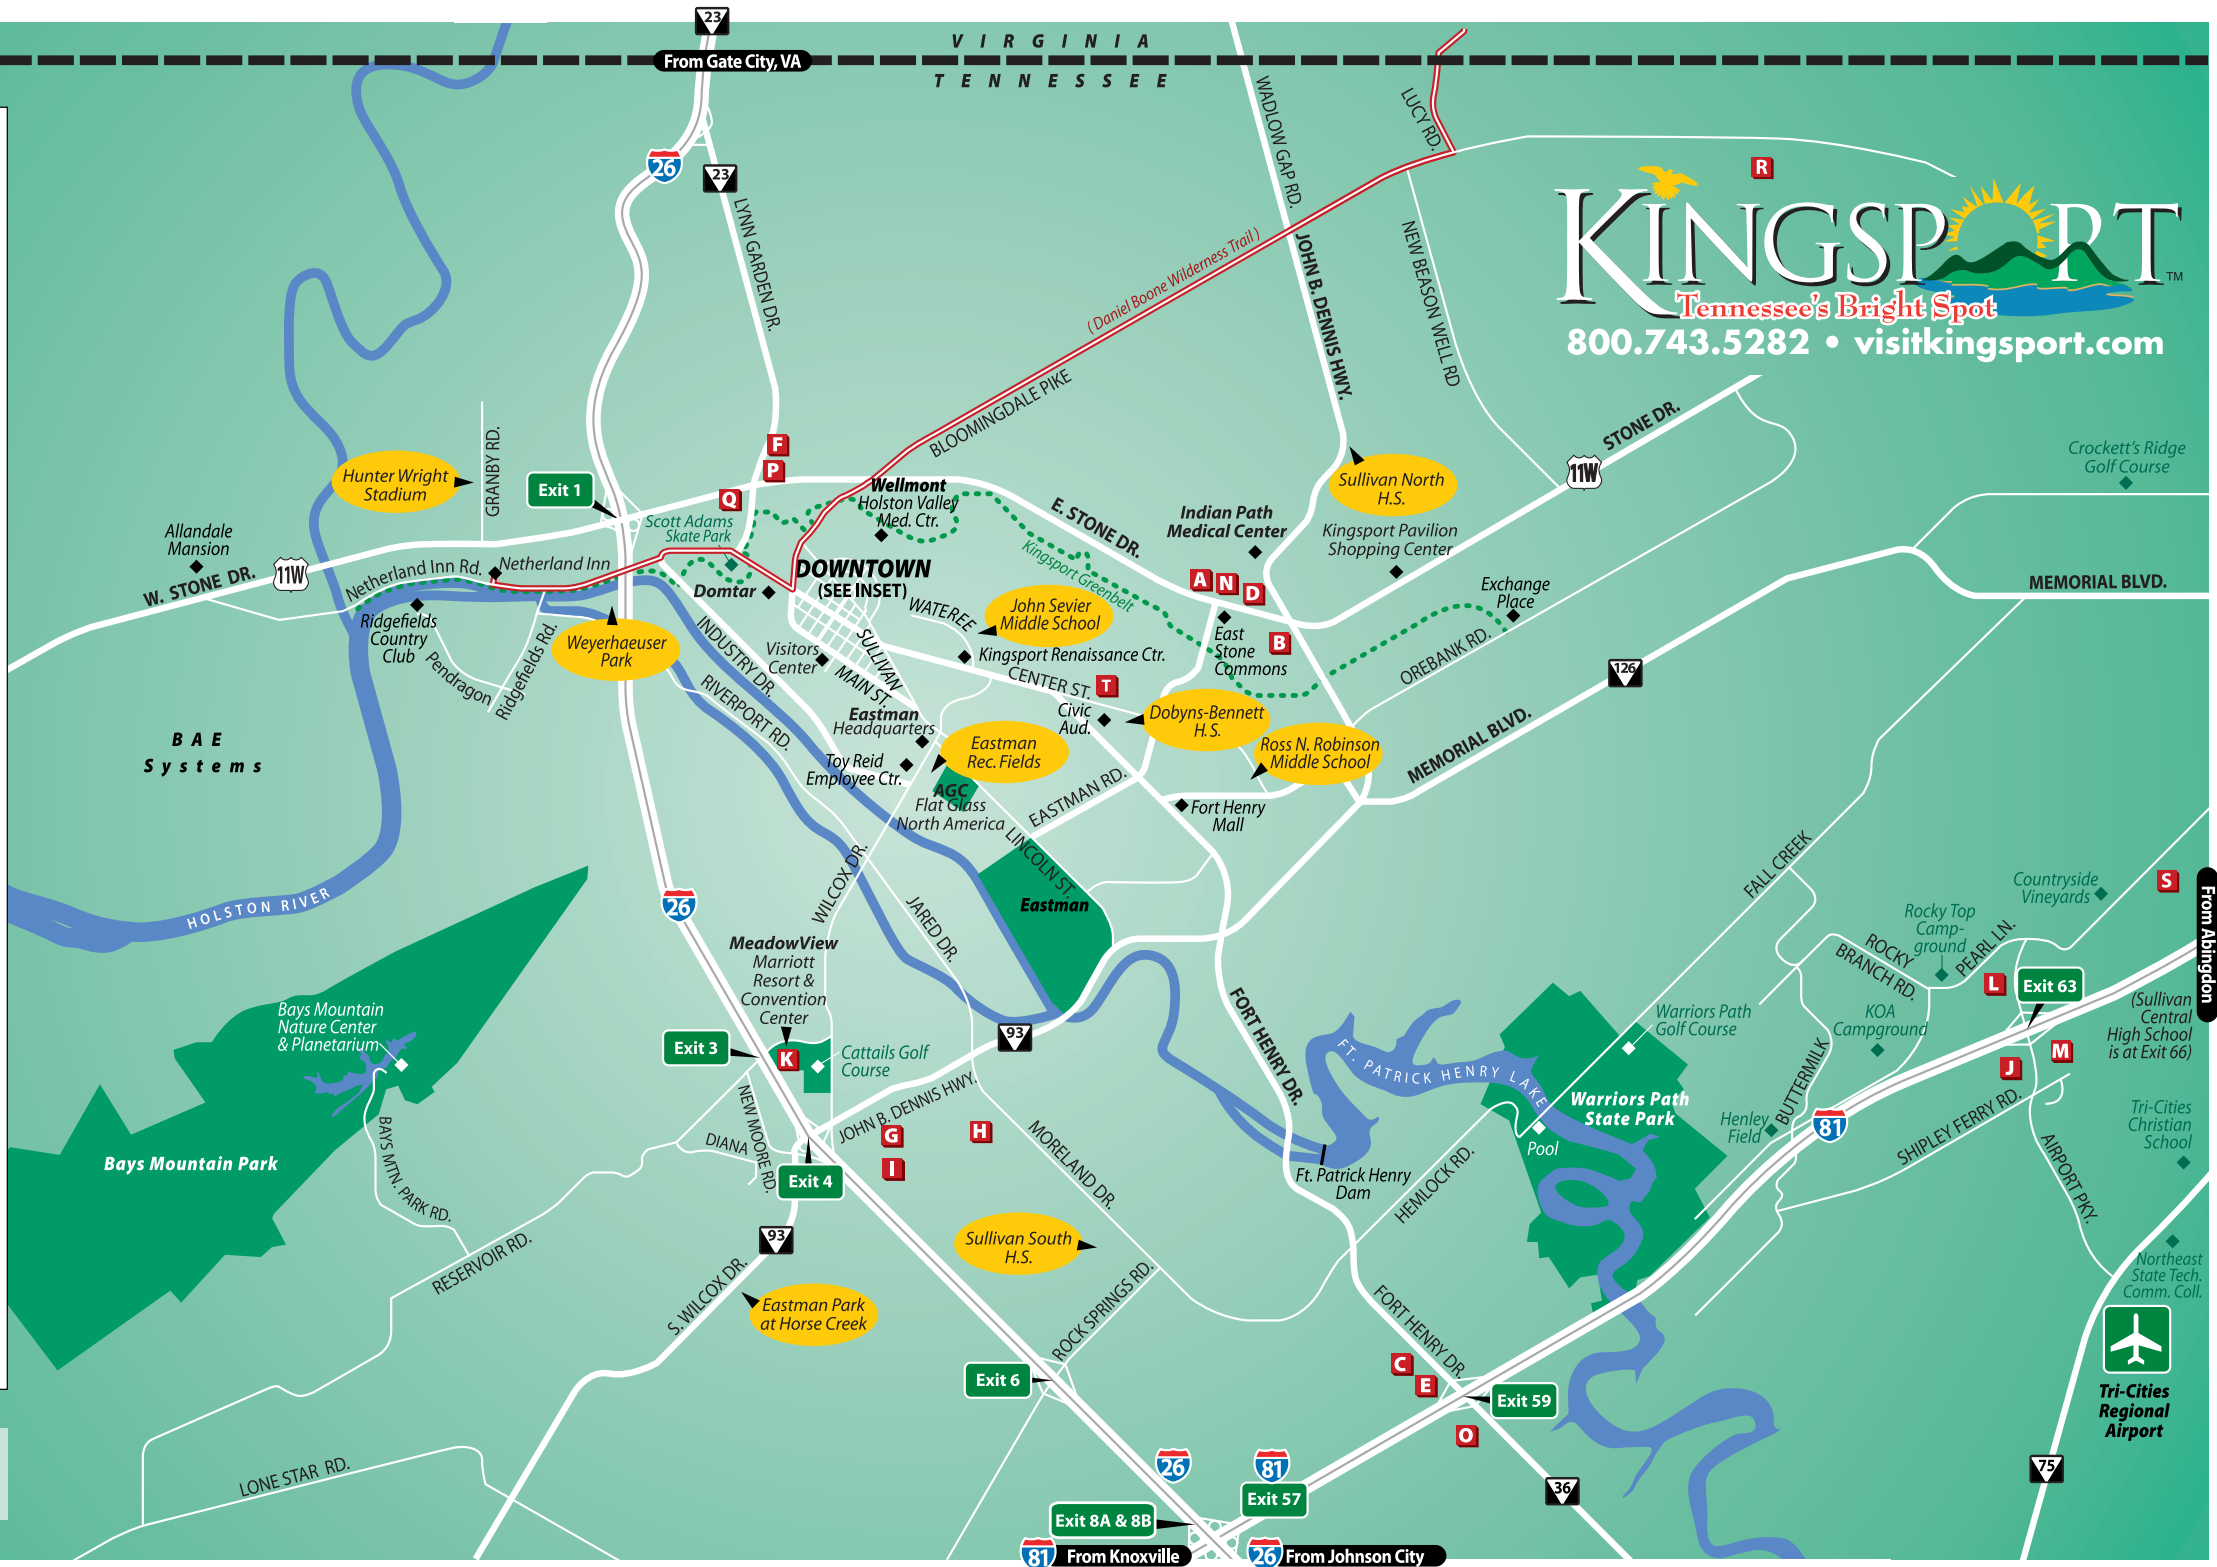 23
From Gate City, VA
VIRGINIA
TENNESSEE
26
23
LYNN GARDEN DR.
WADLOW GAP RD.
LUCY RD.
R
KINGSPORT
TM
Tennessee's Bright Spot
800.743.5282 • visitkingsport.com
JOHN B. DENNIS HWY.
NEW BEASON WELL RD
( Daniel Boone Wilderness Trail )
BLOOMINGDALE PIKE
STONE DR.
11W
Crockett's Ridge
Golf Course
Hunter Wright
Stadium
GRANBY RD.
Exit 1
F
P
Q
Wellmont
Holston Valley
Med. Ctr.
Scott Adams
Skate Park
Sullivan North
H.S.
E. STONE DR.
Indian Path
Medical Center
Kingsport Pavilion
Shopping Center
Kingsport Greenbelt
Allandale
Mansion
W. STONE DR.
11W
Netherland Inn Rd.
Netherland Inn
DOWNTOWN
(SEE INSET)
Domtar
A
N
D
B
Exchange
Place
MEMORIAL BLVD.
Ridgefields
Country
Club
Pendragon
Ridgefields Rd.
Weyerhaeuser
Park
INDUSTRY DR.
RIVERPORT RD.
Visitors
Center
MAIN ST.
SULLIVAN
WATEREE
John Sevier
Middle School
Kingsport Renaissance Ctr.
CENTER ST.
T
Civic
Aud.
East
Stone
Commons
OREBANK RD.
126
MEMORIAL BLVD.
Dobyns-Bennett
H.S.
Ross N. Robinson
Middle School
BAE
Systems
Eastman
Headquarters
Toy Reid
Employee Ctr.
Eastman
Rec. Fields
AGC
Flat Glass
North America
EASTMAN RD.
Fort Henry
Mall
LINCOLN ST.
Eastman
WILCOX DR.
JARED DR.
HOLSTON RIVER
26
MeadowView
Marriott
Resort &
Convention
Center
Exit 3
K
Cattails Golf
Course
93
JOHN B. DENNIS HWY.
FORT HENRY DR.
FALL CREEK
Countryside
Vineyards
S
From Abingdon
Rocky Top
Camp-
ground
ROCKY
BRANCH RD.
PEARL LN.
L
Exit 63
(Sullivan
Central
High School
is at Exit 66)
KOA
Campground
M
J
Warriors Path
Golf Course
FT. PATRICK HENRY LAKE
Warriors Path
State Park
Pool
Henley
Field
BUTTERMILK
81
SHIPLEY FERRY RD.
AIRPORT PKY.
Tri-Cities
Christian
School
Bays Mountain
Nature Center
& Planetarium
Bays Mountain Park
BAYS MTN. PARK RD.
NEW MOORE RD.
DIANA
Exit 4
G
H
I
MORELAND DR.
Ft. Patrick Henry
Dam
HEMLOCK RD.
RESERVOIR RD.
93
S. WILCOX DR.
Sullivan South
H.S.
Eastman Park
at Horse Creek
ROCK SPRINGS RD.
FORT HENRY DR.
Northeast
State Tech.
Comm. Coll.
Tri-Cities
Regional
Airport
C
E
Exit 6
Exit 59
O
LONE STAR RD.
26
81
Exit 57
36
75
Exit 8A & 8B
81
From Knoxville
26
From Johnson City